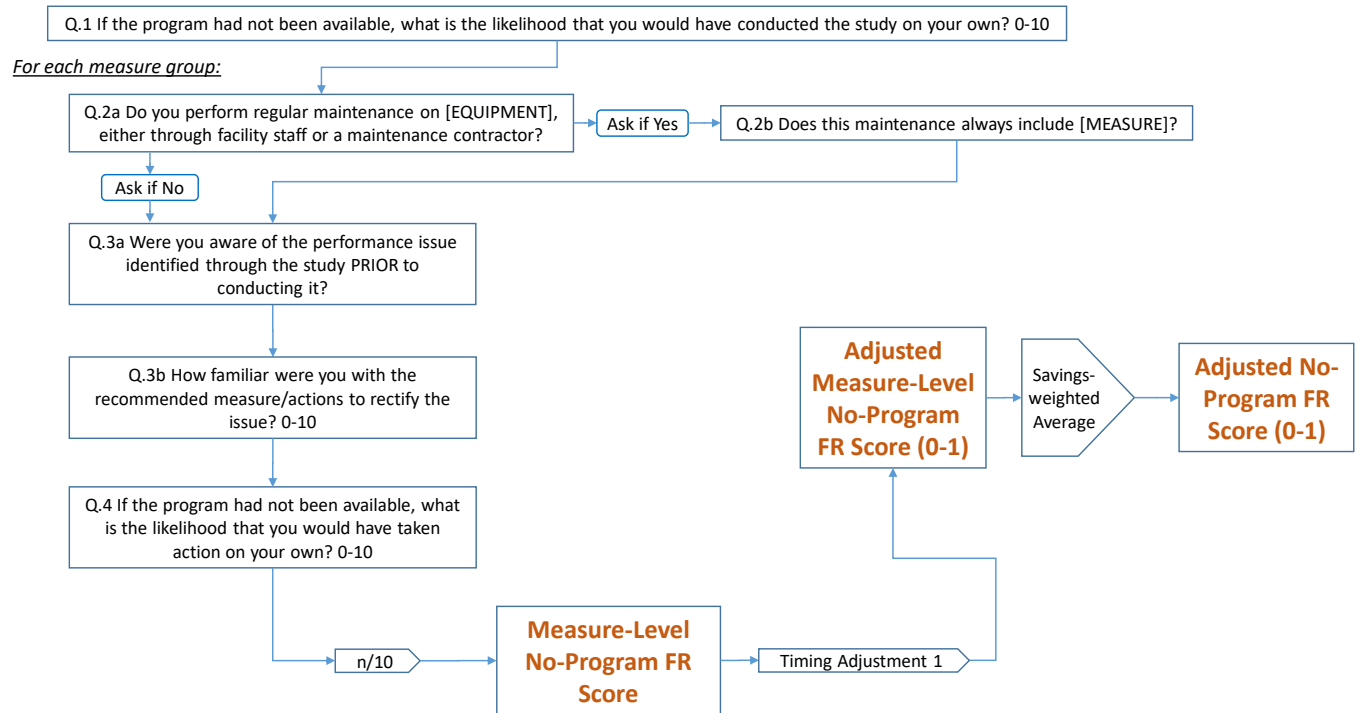 Q.1 If the program had not been available, what is the likelihood that you would have conducted the study on your own? 0-10
For each measure group:
Q.2a Do you perform regular maintenance on [EQUIPMENT],
either through facility staff or a maintenance contractor?
Ask if Yes
Q.2b Does this maintenance always include [MEASURE]?
Ask if No
Q.3a Were you aware of the performance issue
identified through the study PRIOR to
conducting it?
Q.3b How familiar were you with the
recommended measure/actions to rectify the
issue? 0-10
Q.4 If the program had not been available, what
is the likelihood that you would have taken
action on your own? 0-10
n/10
Measure-Level
No-Program FR
Score
Timing Adjustment 1
Adjusted
Measure-Level
No-Program
FR Score (0-1)
Savings-
weighted
Average
Adjusted No-
Program FR
Score (0-1)